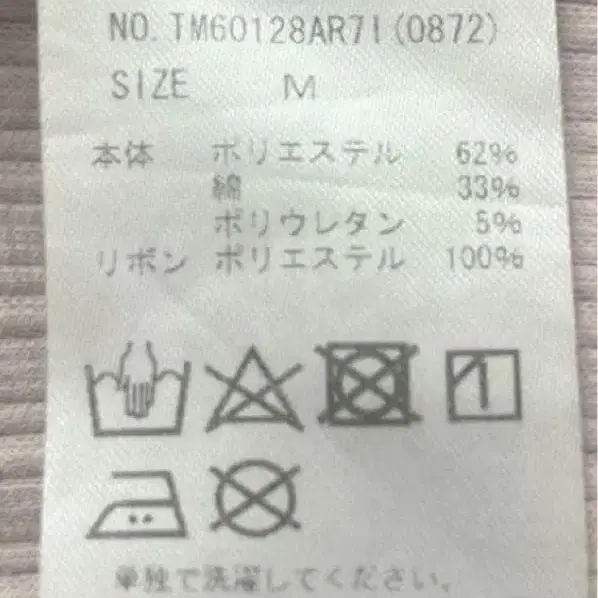 NO.TM60128AR71(0872)
SIZE M
本体 ポリエステル 62%
綿 33%
ポリウレタン 5%
リボン ポリエステル 100%
単独で洗濯してください。